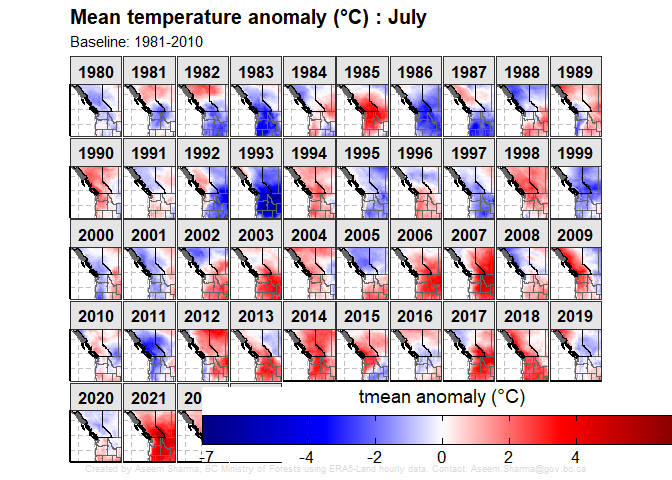 Mean temperature anomaly (°C) : July
Baseline: 1981-2010
1980 1981 1982 1983 1984 1985 1986 1987 1988 1989
1990 1991 1992 1993 1994 1995 1996 1997 1998 1999
2000 2001 2002 2003 2004 2005 2006 2007 2008 2009
2010 2011 2012 2013 2014 2015 2016 2017 2018 2019
2020 2021 20
tmean anomaly (°C)
-7 -4 -2 0 2 4
Created by Aseem Sharma, BC Ministry of Forests using ERA5-Land hourly data. Contact: Aseem.Sharma@gov.bc.ca